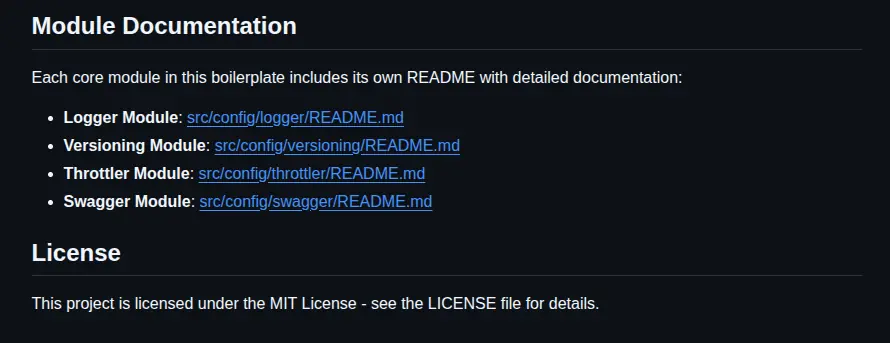 Module Documentation
Each core module in this boilerplate includes its own README with detailed documentation:
• Logger Module: src/config/logger/README.md
• Versioning Module: src/config/versioning/README.md
• Throttler Module: src/config/throttler/README.md
• Swagger Module: src/config/swagger/README.md
License
This project is licensed under the MIT License - see the LICENSE file for details.